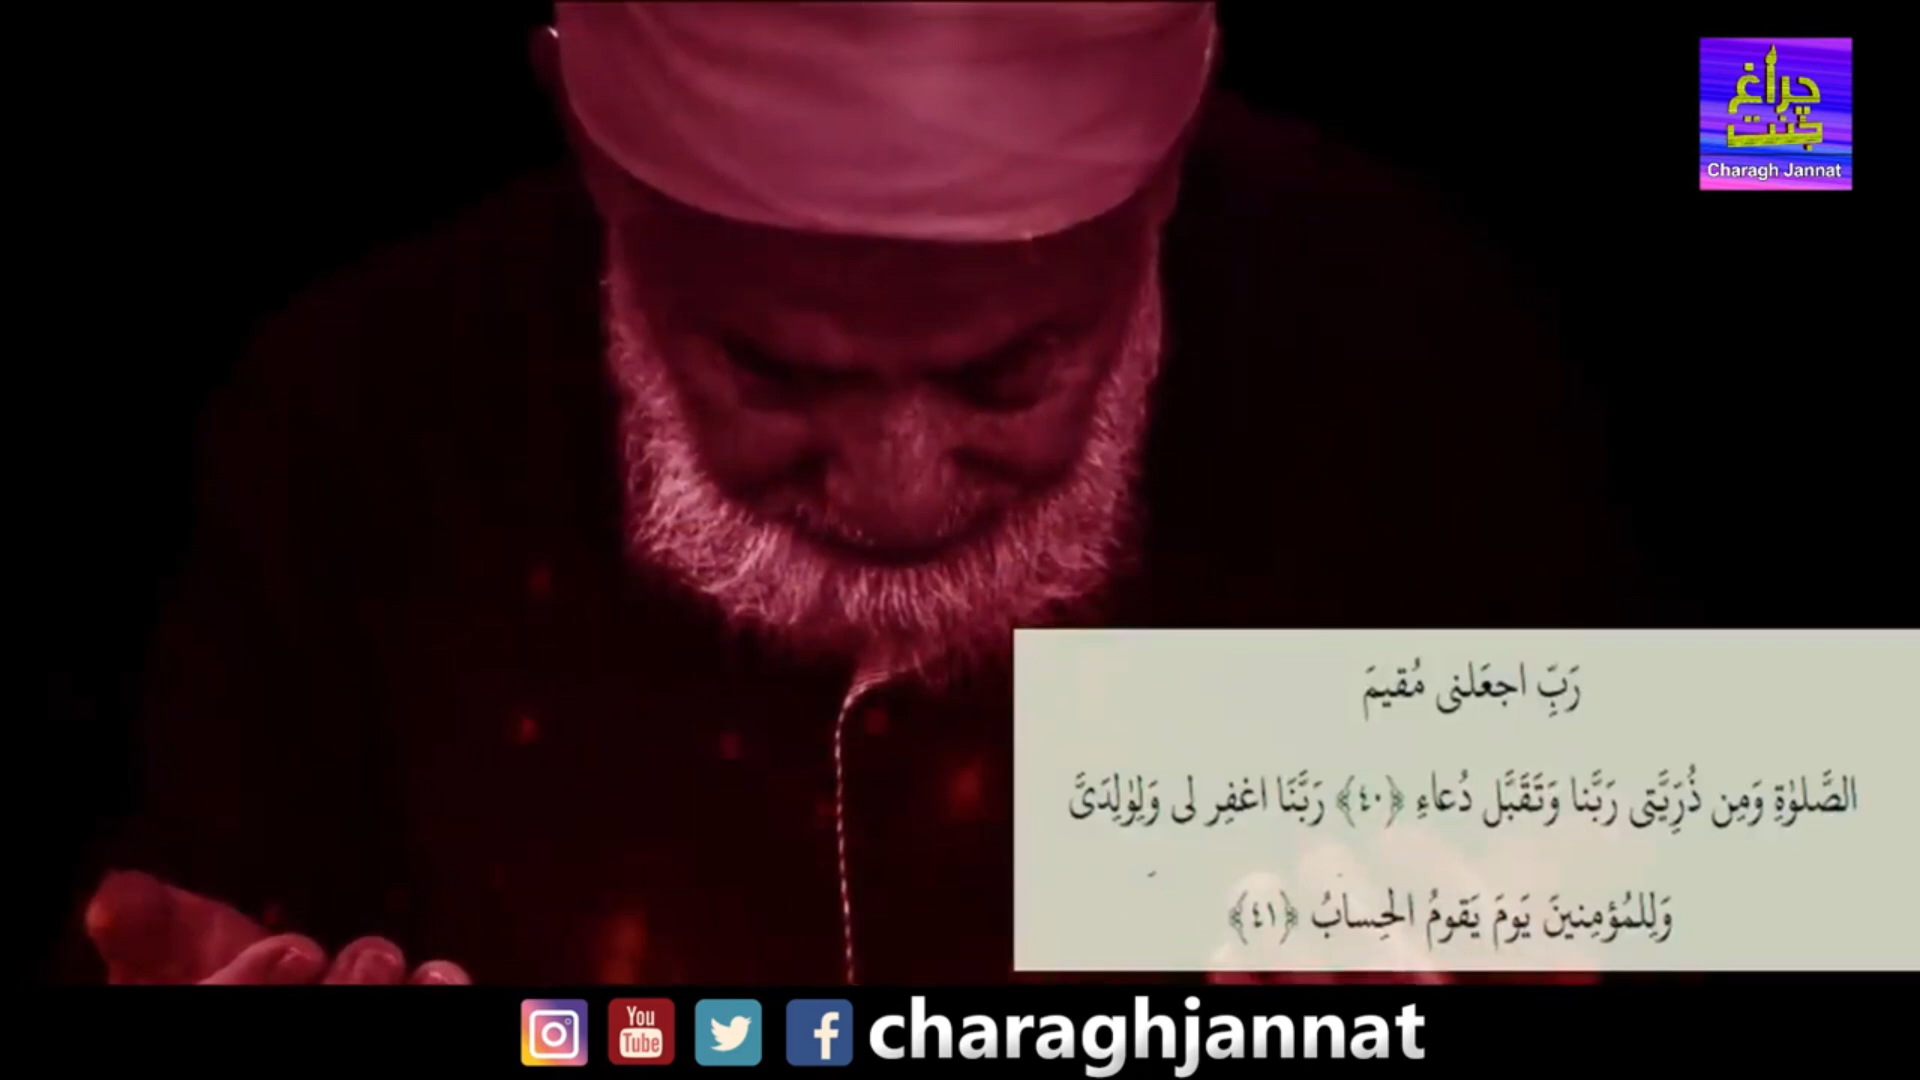 چراغ
جنت
Charagh Jannat
رَبِّ اجعَلنى مُقيمَ
الصَّلوٰةِ وَمِن ذُرِّيَّتى رَبَّنا وَتَقَبَّل دُعاءِ ﴿٤٠﴾ رَبَّنَا اغفِر لى وَلِوٰلِدَىَّ
وَلِلمُؤمِنينَ يَومَ يَقومُ الحِسابُ ﴿٤١﴾
You
Tube
charaghjannat